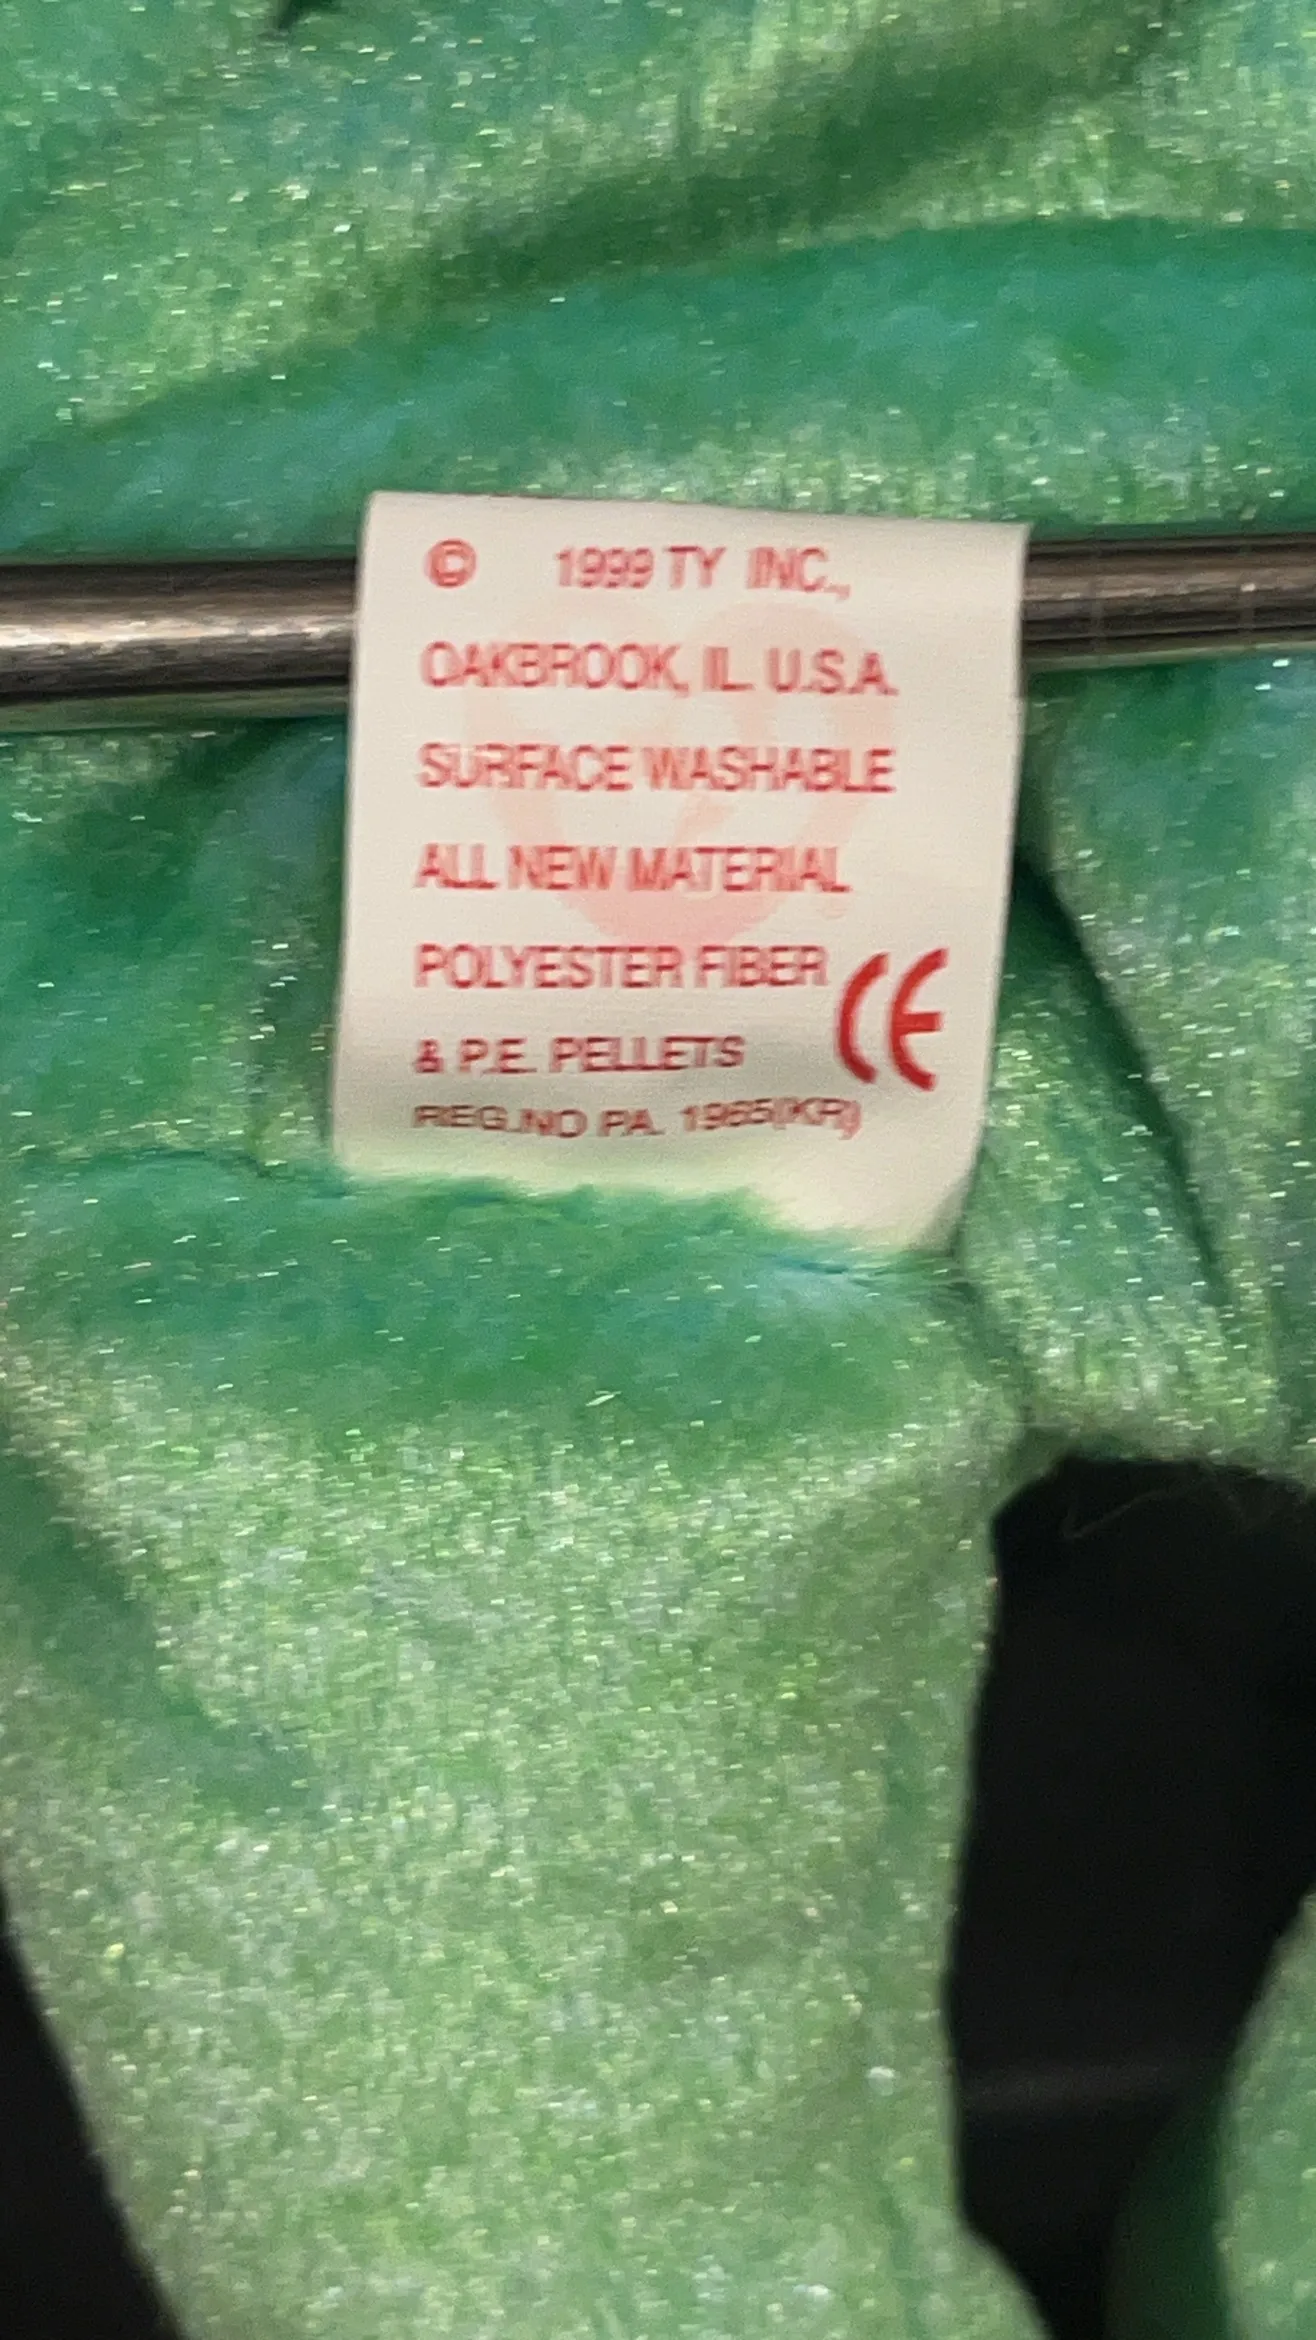 © 1999 TY INC.,
OAKBROOK, IL. U.S.A.
SURFACE WASHABLE
ALL NEW MATERIAL
POLYESTER FIBER
& P.E. PELLETS CE
REG.NO PA. 1965(KR)